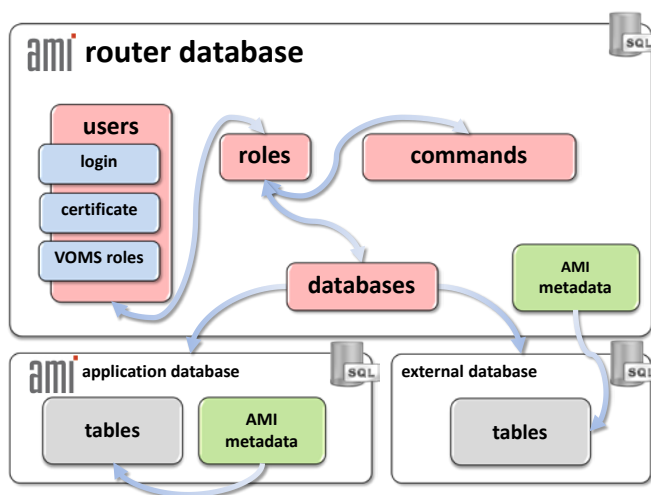 ami router database
SQL
users
login
certificate
VOMS roles
roles
commands
databases
AMI
metadata
ami application database
SQL
tables
AMI
metadata
external database
SQL
tables